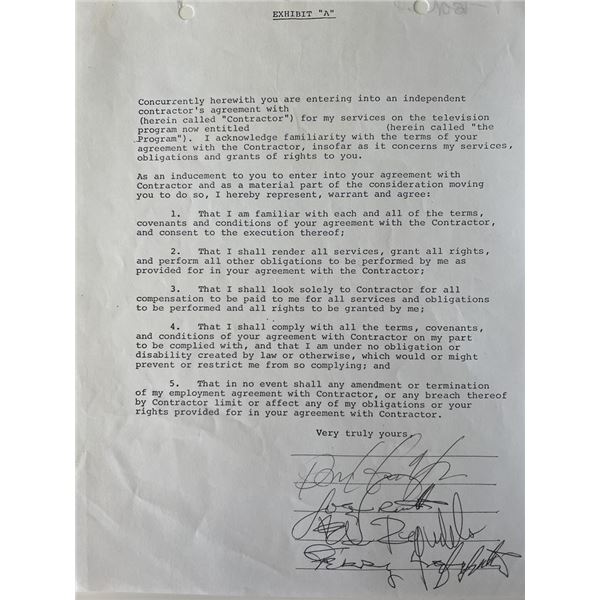 EXHIBIT "A"
Concurrently herewith you are entering into an independent
contractor's agreement with
(herein called "Contractor") for my services on the television
program now entitled (herein called "the
Program"). I acknowledge familiarity with the terms of your
agreement with the Contractor, insofar as it concerns my services,
obligations and grants of rights to you.
As an inducement to you to enter into your agreement with
Contractor and as a material part of the consideration moving
you to do so, I hereby represent, warrant and agree:
1. That I am familiar with each and all of the terms,
covenants and conditions of your agreement with the Contractor,
and consent to the execution thereof;
2. That I shall render all services, grant all rights,
and perform all other obligations to be performed by me as
provided for in your agreement with the Contractor;
3. That I shall look solely to Contractor for all
compensation to be paid to me for all services and obligations
to be performed and all rights to be granted by me;
4. That I shall comply with all the terms, covenants,
and conditions of your agreement with Contractor on my part
to be complied with, and that I am under no obligation or
disability created by law or otherwise, which would or might
prevent or restrict me from so complying; and
5. That in no event shall any amendment or termination
of my employment agreement with Contractor, or any breach thereof
by Contractor limit or affect any of my obligations or your
rights provided for in your agreement with Contractor.
Very truly yours,
Reynolds